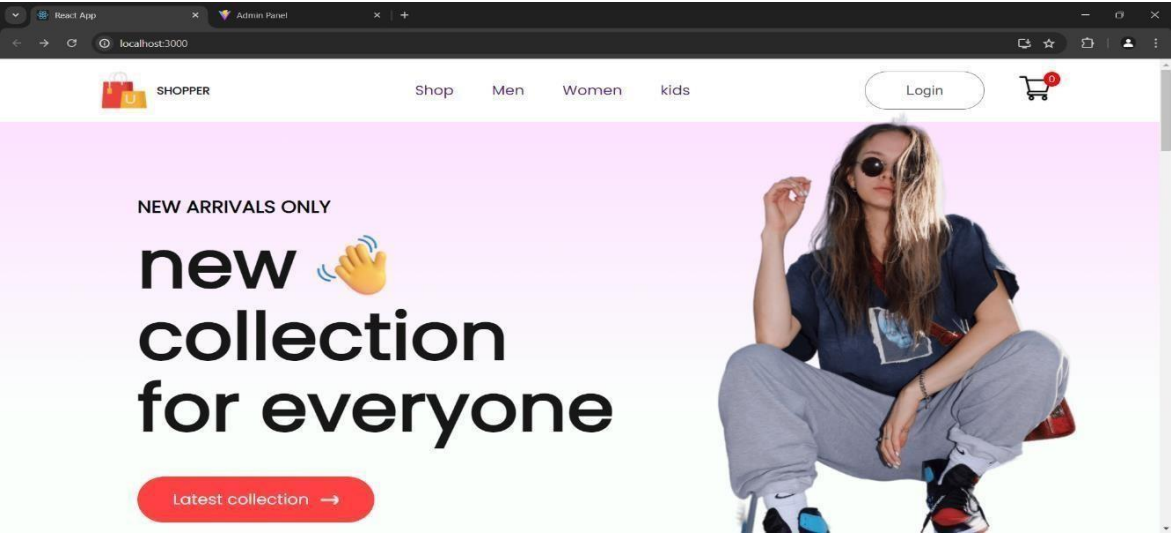 React App
Admin Panel
localhost:3000
SHOPPER
Shop Men Women kids
Login
0
NEW ARRIVALS ONLY
new
collection
for everyone
Latest collection